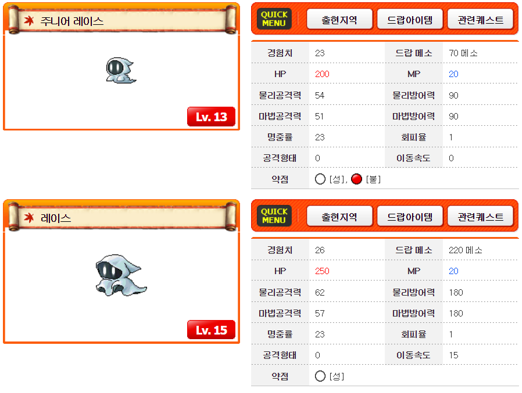 주니어 레이스
Lv. 13
QUICK MENU
출현지역
드랍아이템
관련퀘스트
경험치 23 드랍 메소 70 메소
HP 200 MP 20
물리공격력 54 물리방어력 90
마법공격력 51 마법방어력 90
명중률 23 회피율 1
공격형태 0 이동속도 0
약점 [성], [불]
레이스
Lv. 15
QUICK MENU
출현지역
드랍아이템
관련퀘스트
경험치 26 드랍 메소 220 메소
HP 250 MP 20
물리공격력 62 물리방어력 180
마법공격력 57 마법방어력 180
명중률 23 회피율 1
공격형태 0 이동속도 15
약점 [성]